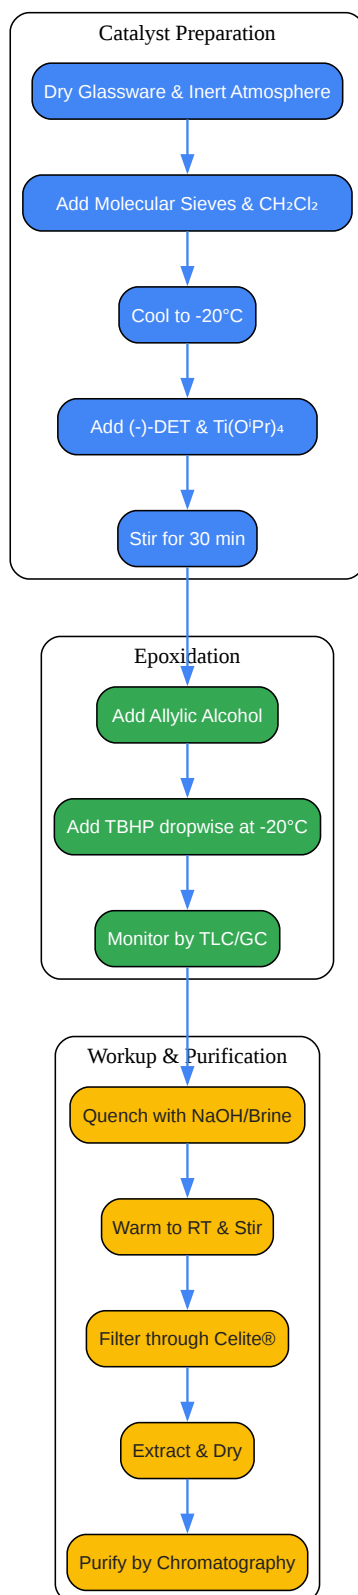 Catalyst Preparation
Dry Glassware & Inert Atmosphere
Add Molecular Sieves & CH₂Cl₂
Cool to -20°C
Add (-)-DET & Ti(OⁱPr)₄
Stir for 30 min
Epoxidation
Add Allylic Alcohol
Add TBHP dropwise at -20°C
Monitor by TLC/GC
Workup & Purification
Quench with NaOH/Brine
Warm to RT & Stir
Filter through Celite®
Extract & Dry
Purify by Chromatography